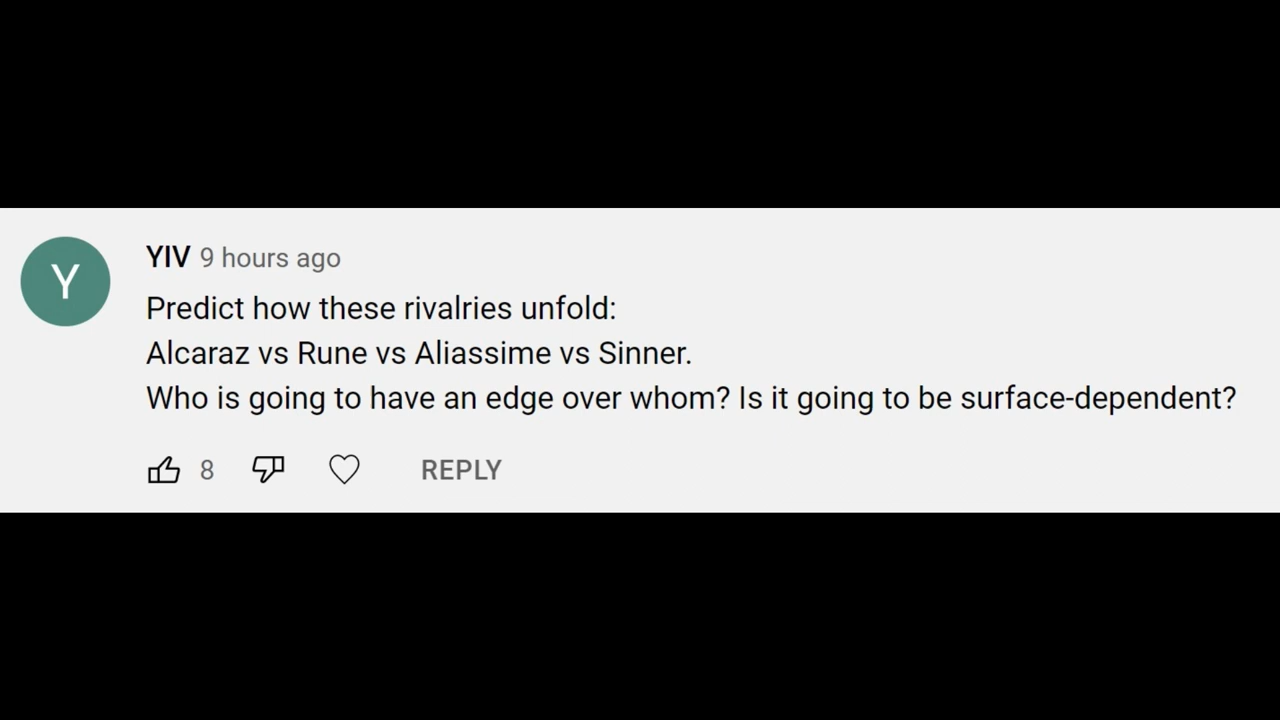 Y
YIV 9 hours ago
Predict how these rivalries unfold:
Alcaraz vs Rune vs Aliassime vs Sinner.
Who is going to have an edge over whom? Is it going to be surface-dependent?
8 REPLY